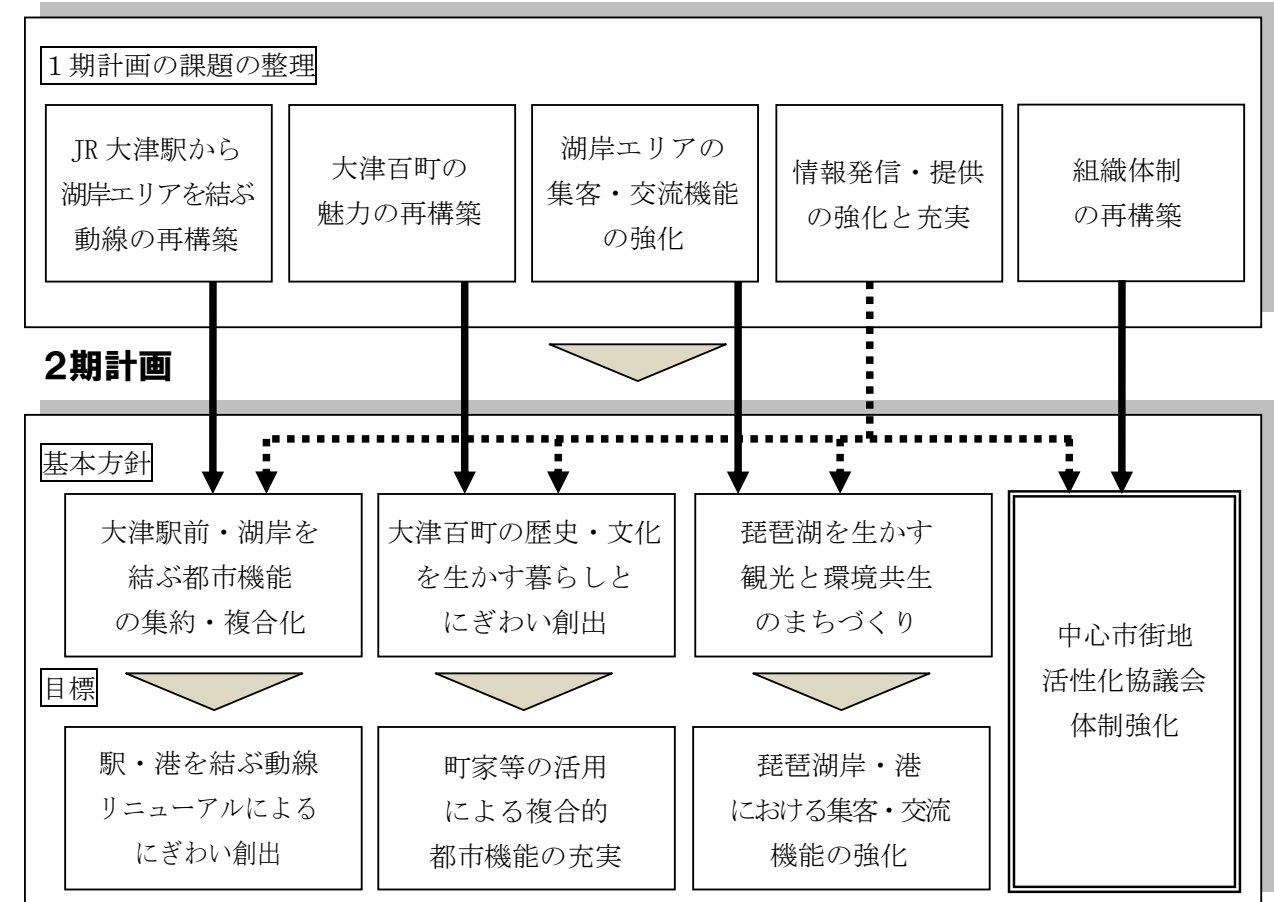 １期計画の課題の整理
JR 大津駅から
湖岸エリアを結ぶ
動線の再構築
大津百町の
魅力の再構築
湖岸エリアの
集客・交流機能
の強化
情報発信・提供
の強化と充実
組織体制
の再構築
２期計画
基本方針
大津駅前・湖岸を
結ぶ都市機能
の集約・複合化
大津百町の歴史・文化
を生かす暮らしと
にぎわい創出
琵琶湖を生かす
観光と環境共生
のまちづくり
中心市街地
活性化協議会
体制強化
目標
駅・港を結ぶ動線
リニューアルによる
にぎわい創出
町家等の活用
による複合的
都市機能の充実
琵琶湖岸・港
における集客・交流
機能の強化